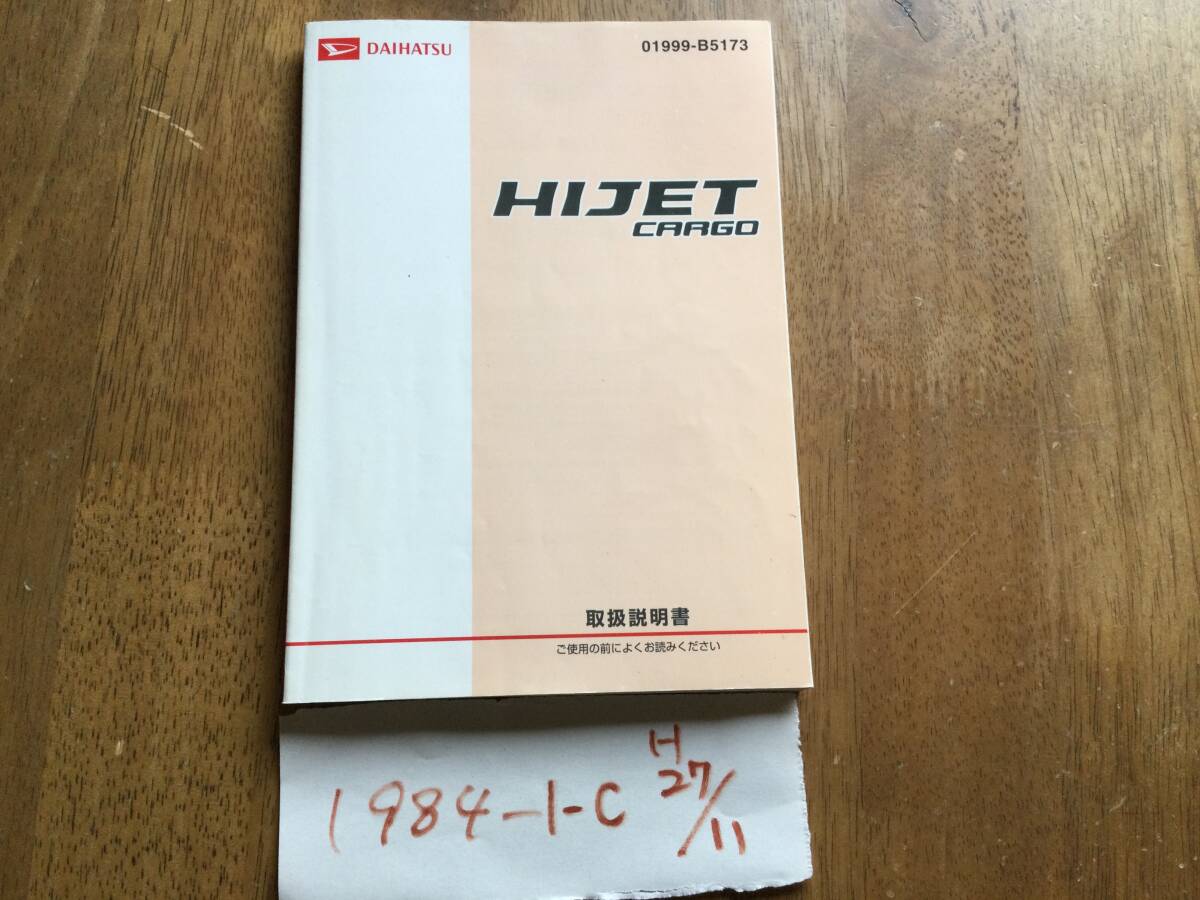 DAIHATSU
01999-B5173
HIJET
CARGO
取扱説明書
ご使用の前によくお読みください
1984-1-C H27/11